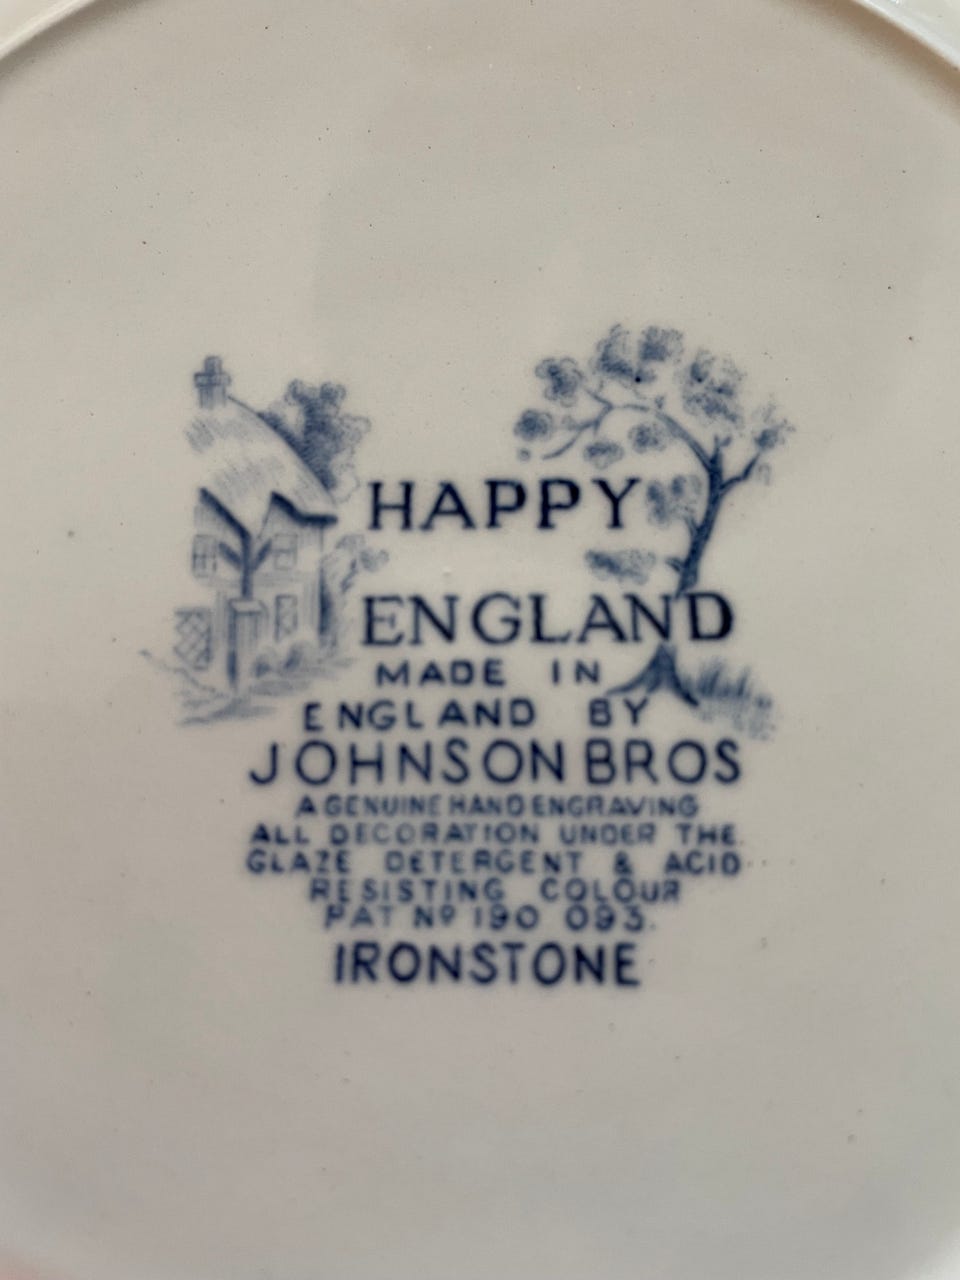 HAPPY
ENGLAND
MADE IN
ENGLAND BY
JOHNSON BROS
A GENUINE HAND ENGRAVING
ALL DECORATION UNDER THE
GLAZE DETERGENT & ACID
RESISTING COLOUR
PAT Nº 190 093.
IRONSTONE